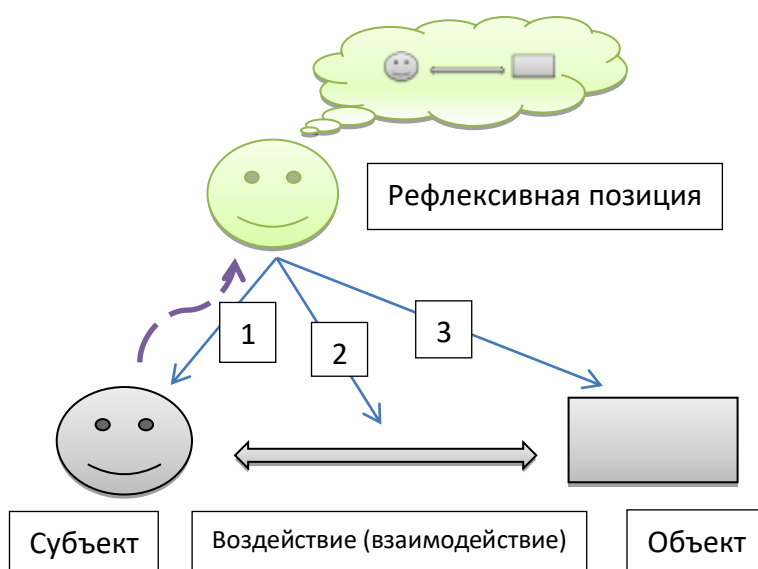 Рефлексивная позиция
1
2
3
Субъект
Воздействие (взаимодействие)
Объект